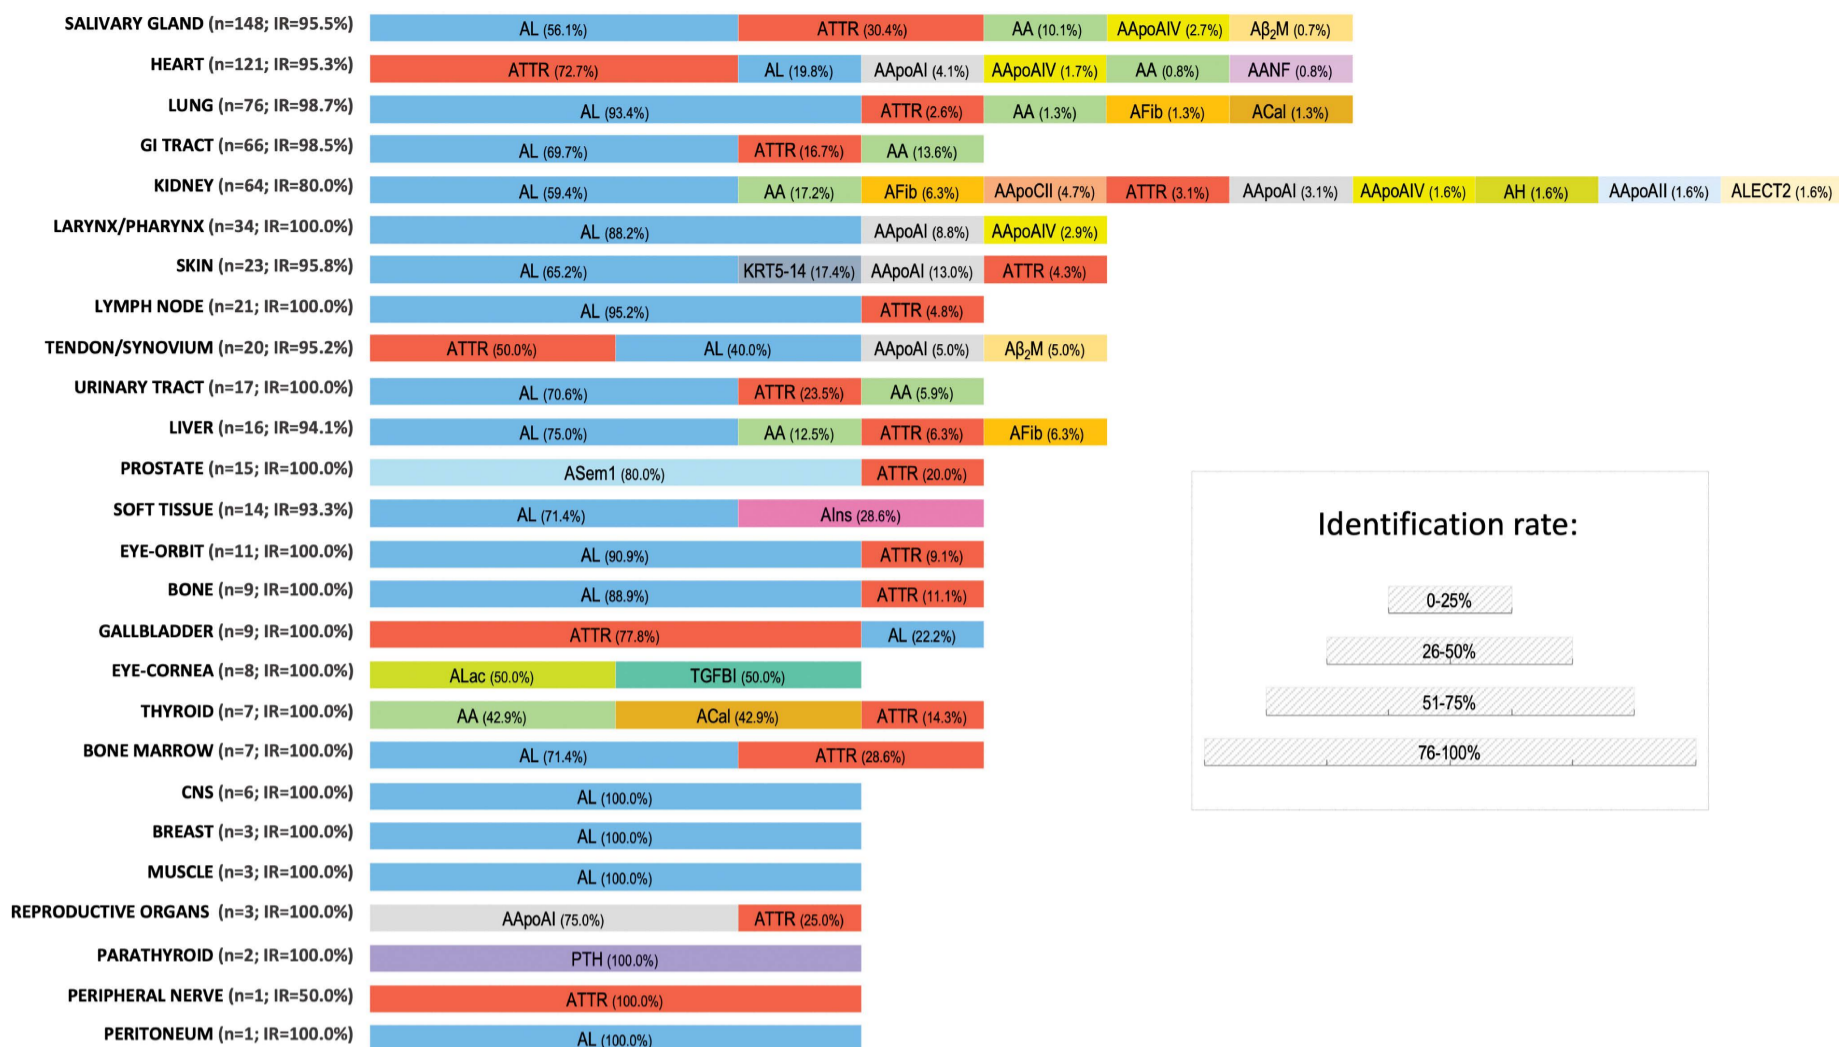 SALIVARY GLAND (n=148; IR=95.5%) AL (56.1%) ATTR (30.4%) AA (10.1%) AApoAIV (2.7%) Aβ₂M (0.7%)
HEART (n=121; IR=95.3%) ATTR (72.7%) AL (19.8%) AApoAI (4.1%) AApoAIV (1.7%) AA (0.8%) AANF (0.8%)
LUNG (n=76; IR=98.7%) AL (93.4%) ATTR (2.6%) AA (1.3%) AFib (1.3%) ACal (1.3%)
GI TRACT (n=66; IR=98.5%) AL (69.7%) ATTR (16.7%) AA (13.6%)
KIDNEY (n=64; IR=80.0%) AL (59.4%) AA (17.2%) AFib (6.3%) AApoCII (4.7%) ATTR (3.1%) AApoAI (3.1%) AApoAIV (1.6%) AH (1.6%) AApoAII (1.6%) ALECT2 (1.6%)
LARYNX/PHARYNX (n=34; IR=100.0%) AL (88.2%) AApoAI (8.8%) AApoAIV (2.9%)
SKIN (n=23; IR=95.8%) AL (65.2%) KRT5-14 (17.4%) AApoAI (13.0%) ATTR (4.3%)
LYMPH NODE (n=21; IR=100.0%) AL (95.2%) ATTR (4.8%)
TENDON/SYNOVIUM (n=20; IR=95.2%) ATTR (50.0%) AL (40.0%) AApoAI (5.0%) Aβ₂M (5.0%)
URINARY TRACT (n=17; IR=100.0%) AL (70.6%) ATTR (23.5%) AA (5.9%)
LIVER (n=16; IR=94.1%) AL (75.0%) AA (12.5%) ATTR (6.3%) AFib (6.3%)
PROSTATE (n=15; IR=100.0%) ASem1 (80.0%) ATTR (20.0%)
SOFT TISSUE (n=14; IR=93.3%) AL (71.4%) AIns (28.6%)
EYE-ORBIT (n=11; IR=100.0%) AL (90.9%) ATTR (9.1%)
BONE (n=9; IR=100.0%) AL (88.9%) ATTR (11.1%)
GALLBLADDER (n=9; IR=100.0%) ATTR (77.8%) AL (22.2%)
EYE-CORNEA (n=8; IR=100.0%) ALac (50.0%) TGFBI (50.0%)
THYROID (n=7; IR=100.0%) AA (42.9%) ACal (42.9%) ATTR (14.3%)
BONE MARROW (n=7; IR=100.0%) AL (71.4%) ATTR (28.6%)
CNS (n=6; IR=100.0%) AL (100.0%)
BREAST (n=3; IR=100.0%) AL (100.0%)
MUSCLE (n=3; IR=100.0%) AL (100.0%)
REPRODUCTIVE ORGANS (n=3; IR=100.0%) AApoAI (75.0%) ATTR (25.0%)
PARATHYROID (n=2; IR=100.0%) PTH (100.0%)
PERIPHERAL NERVE (n=1; IR=50.0%) ATTR (100.0%)
PERITONEUM (n=1; IR=100.0%) AL (100.0%)
Identification rate:
0-25%
26-50%
51-75%
76-100%